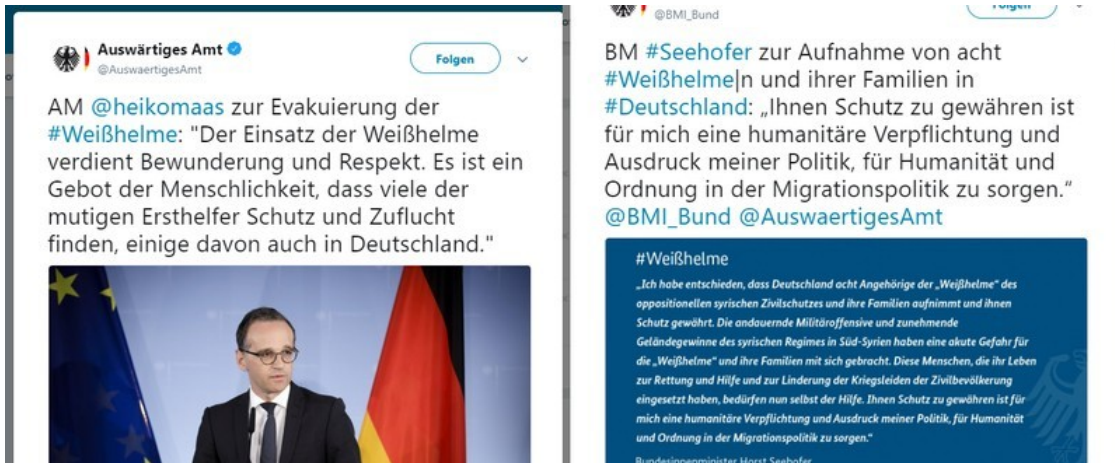 Auswärtiges Amt
@AuswaertigesAmt
Folgen
AM @heikomaas zur Evakuierung der
#Weißhelme: "Der Einsatz der Weißhelme
verdient Bewunderung und Respekt. Es ist ein
Gebot der Menschlichkeit, dass viele der
mutigen Ersthelfer Schutz und Zuflucht
finden, einige davon auch in Deutschland."
@BMI_Bund
Folgen
BM #Seehofer zur Aufnahme von acht
#Weißhelme|n und ihrer Familien in
#Deutschland: „Ihnen Schutz zu gewähren ist
für mich eine humanitäre Verpflichtung und
Ausdruck meiner Politik, für Humanität und
Ordnung in der Migrationspolitik zu sorgen.“
@BMI_Bund @AuswaertigesAmt
#Weißhelme
„Ich habe entschieden, dass Deutschland acht Angehörige der „Weißhelme“ des
oppositionellen syrischen Zivilschutzes und ihre Familien aufnimmt und ihnen
Schutz gewährt. Die andauernde Militäroffensive und zunehmende
Geländegewinne des syrischen Regimes in Süd-Syrien haben eine akute Gefahr für
die „Weißhelme“ und ihre Familien mit sich gebracht. Diese Menschen, die ihr Leben
zur Rettung und Hilfe und zur Linderung der Kriegsleiden der Zivilbevölkerung
eingesetzt haben, bedürfen nun selbst der Hilfe. Ihnen Schutz zu gewähren ist für
mich eine humanitäre Verpflichtung und Ausdruck meiner Politik, für Humanität
und Ordnung in der Migrationspolitik zu sorgen.“
Bundesinnenminister Horst Seehofer